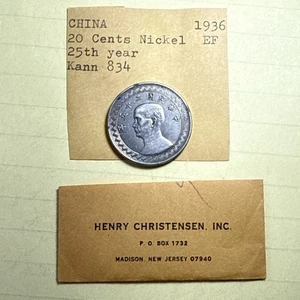 CHINA 1936
20 Cents Nickel EF
25th year
Kann 834
HENRY CHRISTENSEN, INC.
P. O. BOX 1732
MADISON, NEW JERSEY 07940